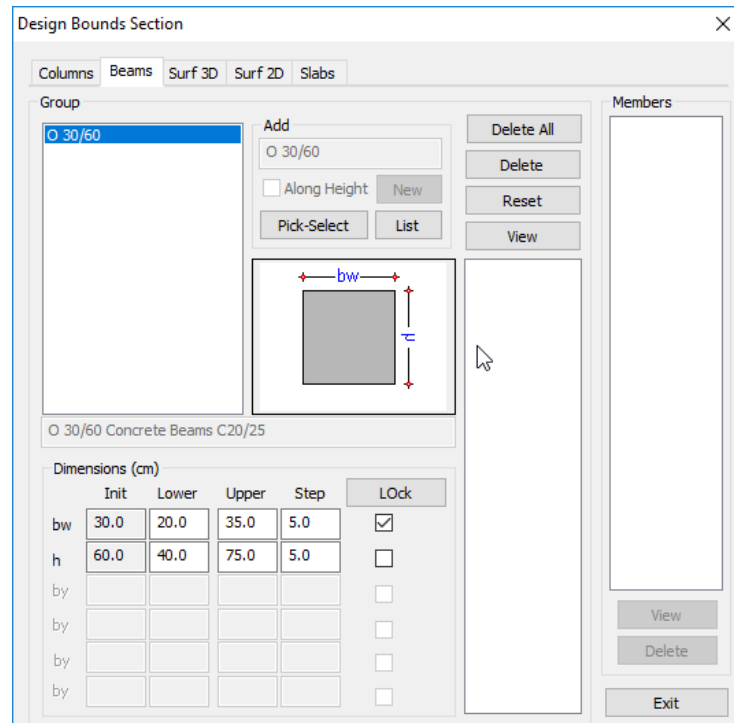 Design Bounds Section
Columns Beams Surf 3D Surf 2D Slabs
Group
O 30/60
Add
O 30/60
Along Height New
Pick-Select List
Delete All
Delete
Reset
View
bw
h
O 30/60 Concrete Beams C20/25
Dimensions (cm)
Init Lower Upper Step LOck
bw 30.0 20.0 35.0 5.0
h 60.0 40.0 75.0 5.0
by
by
by
by
Members
View
Delete
Exit